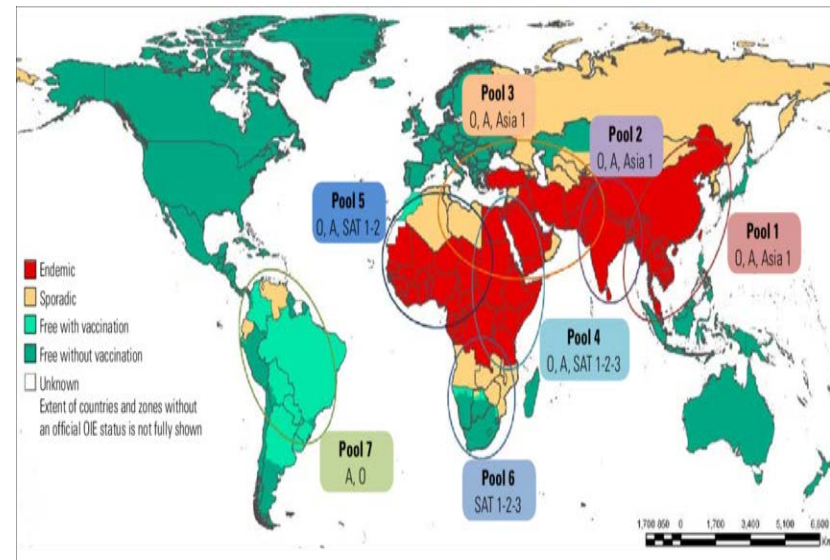 Pool 3
O, A, Asia 1
Pool 2
O, A, Asia 1
Pool 5
O, A, SAT 1-2
Pool 1
O, A, Asia 1
Endemic
Sporadic
Free with vaccination
Free without vaccination
Unknown
Extent of countries and zones without
an official OIE status is not fully shown
Pool 4
O, A, SAT 1-2-3
Pool 7
A, O
Pool 6
SAT 1-2-3
1,700 850 0 1,700 3,400 5,100 6,800